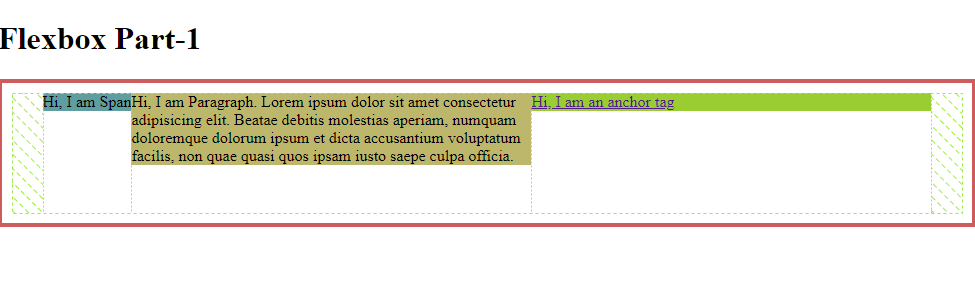 Flexbox Part-1
Hi, I am Span
Hi, I am Paragraph. Lorem ipsum dolor sit amet consectetur
adipisicing elit. Beatae debitis molestias aperiam, numquam
doloremque dolorum ipsum et dicta accusantium voluptatum
facilis, non quae quasi quos ipsam iusto saepe culpa officia.
Hi, I am an anchor tag